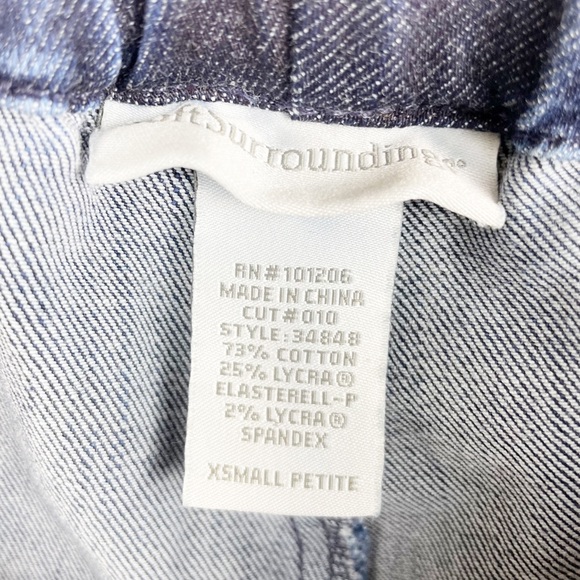 oftSurroundings®
RN#101206
MADE IN CHINA
CUT#010
STYLE:34848
73% COTTON
25% LYCRA®
ELASTERELL-P
2% LYCRA®
SPANDEX
XSMALL PETITE